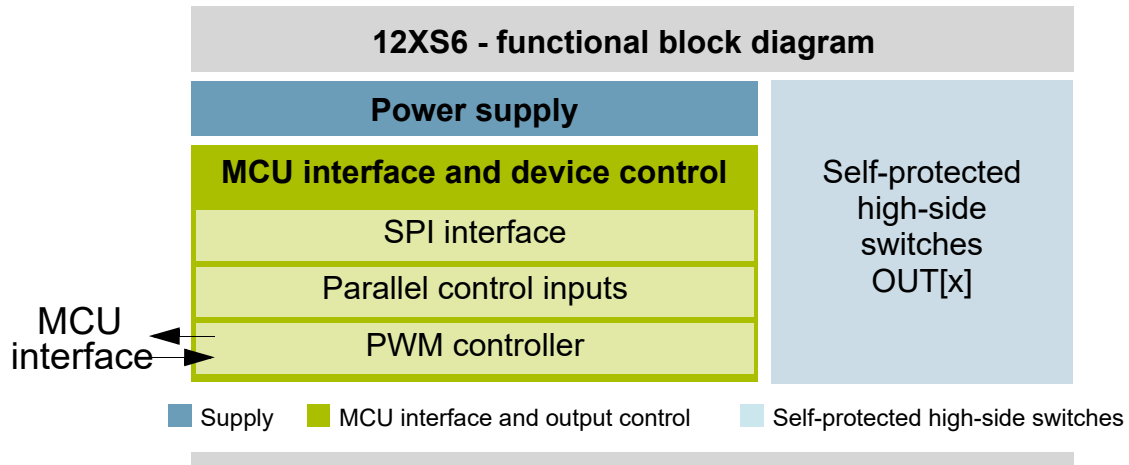 12XS6 - functional block diagram
Power supply
MCU interface and device control
SPI interface
Parallel control inputs
PWM controller
MCU
interface
Self-protected
high-side
switches
OUT[x]
Supply
MCU interface and output control
Self-protected high-side switches